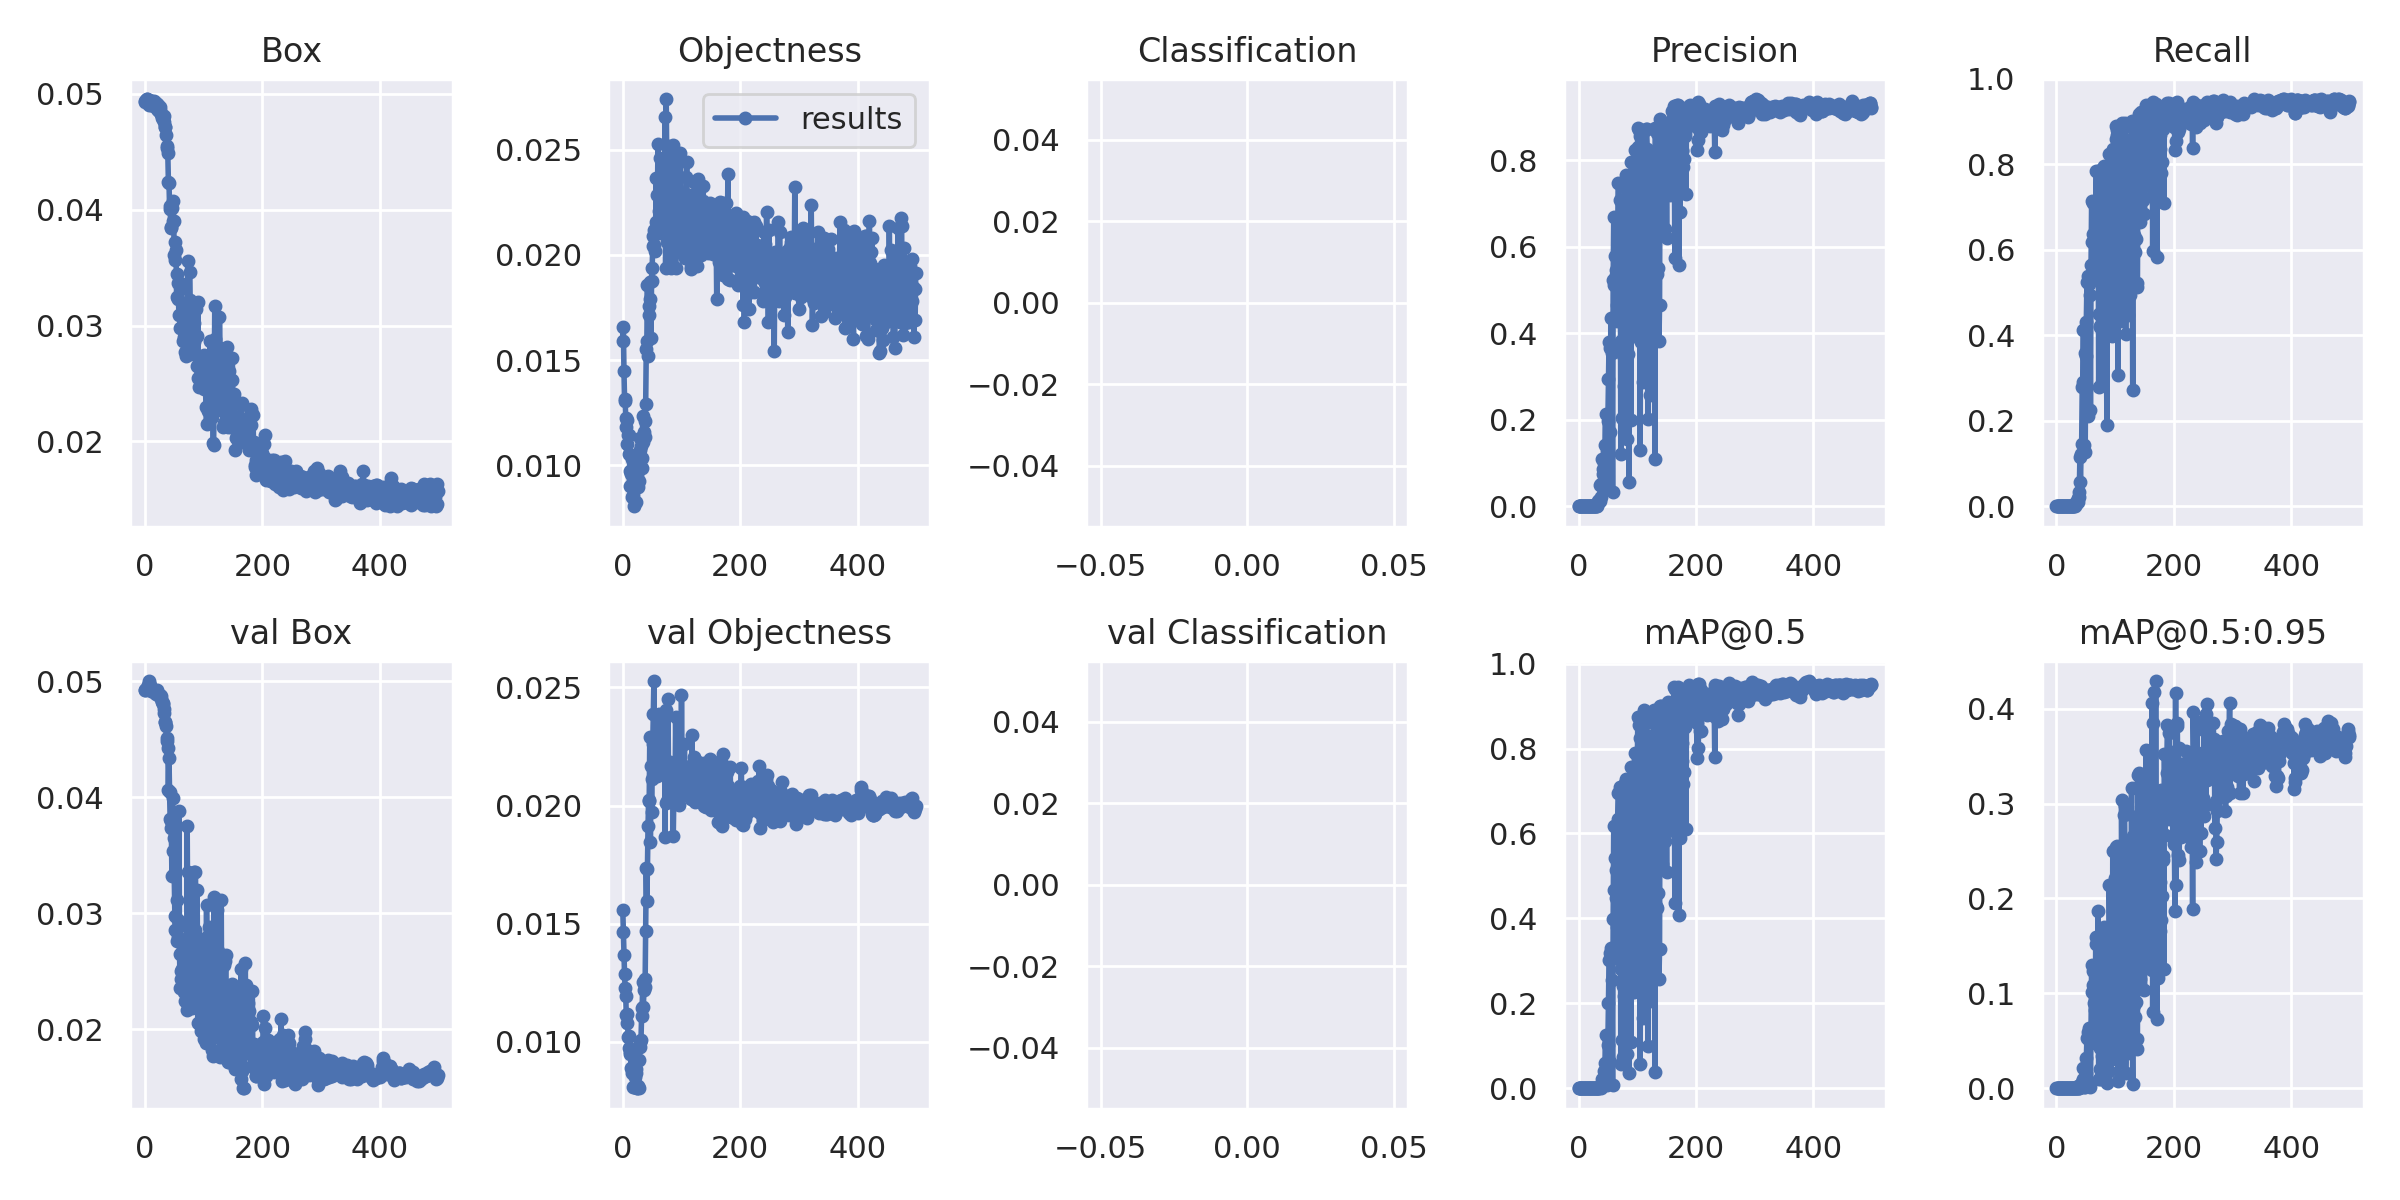 Box
0.05
0.04
0.03
0.02
0 200 400
Objectness
results
0.025
0.020
0.015
0.010
0 200 400
Classification
0.04
0.02
0.00
−0.02
−0.04
−0.05 0.00 0.05
Precision
0.8
0.6
0.4
0.2
0.0
0 200 400
Recall
1.0
0.8
0.6
0.4
0.2
0.0
0 200 400
val Box
0.05
0.04
0.03
0.02
0 200 400
val Objectness
0.025
0.020
0.015
0.010
0 200 400
val Classification
0.04
0.02
0.00
−0.02
−0.04
−0.05 0.00 0.05
mAP@0.5
1.0
0.8
0.6
0.4
0.2
0.0
0 200 400
mAP@0.5:0.95
0.4
0.3
0.2
0.1
0.0
0 200 400